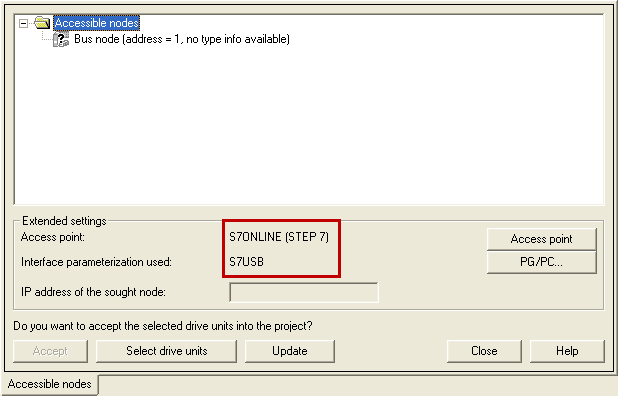 Accessible nodes
Bus node (address = 1, no type info available)
Extended settings
Access point:
S7ONLINE (STEP 7)
Access point
Interface parameterization used:
S7USB
PG/PC...
IP address of the sought node:
Do you want to accept the selected drive units into the project?
Accept
Select drive units
Update
Close
Help
Accessible nodes